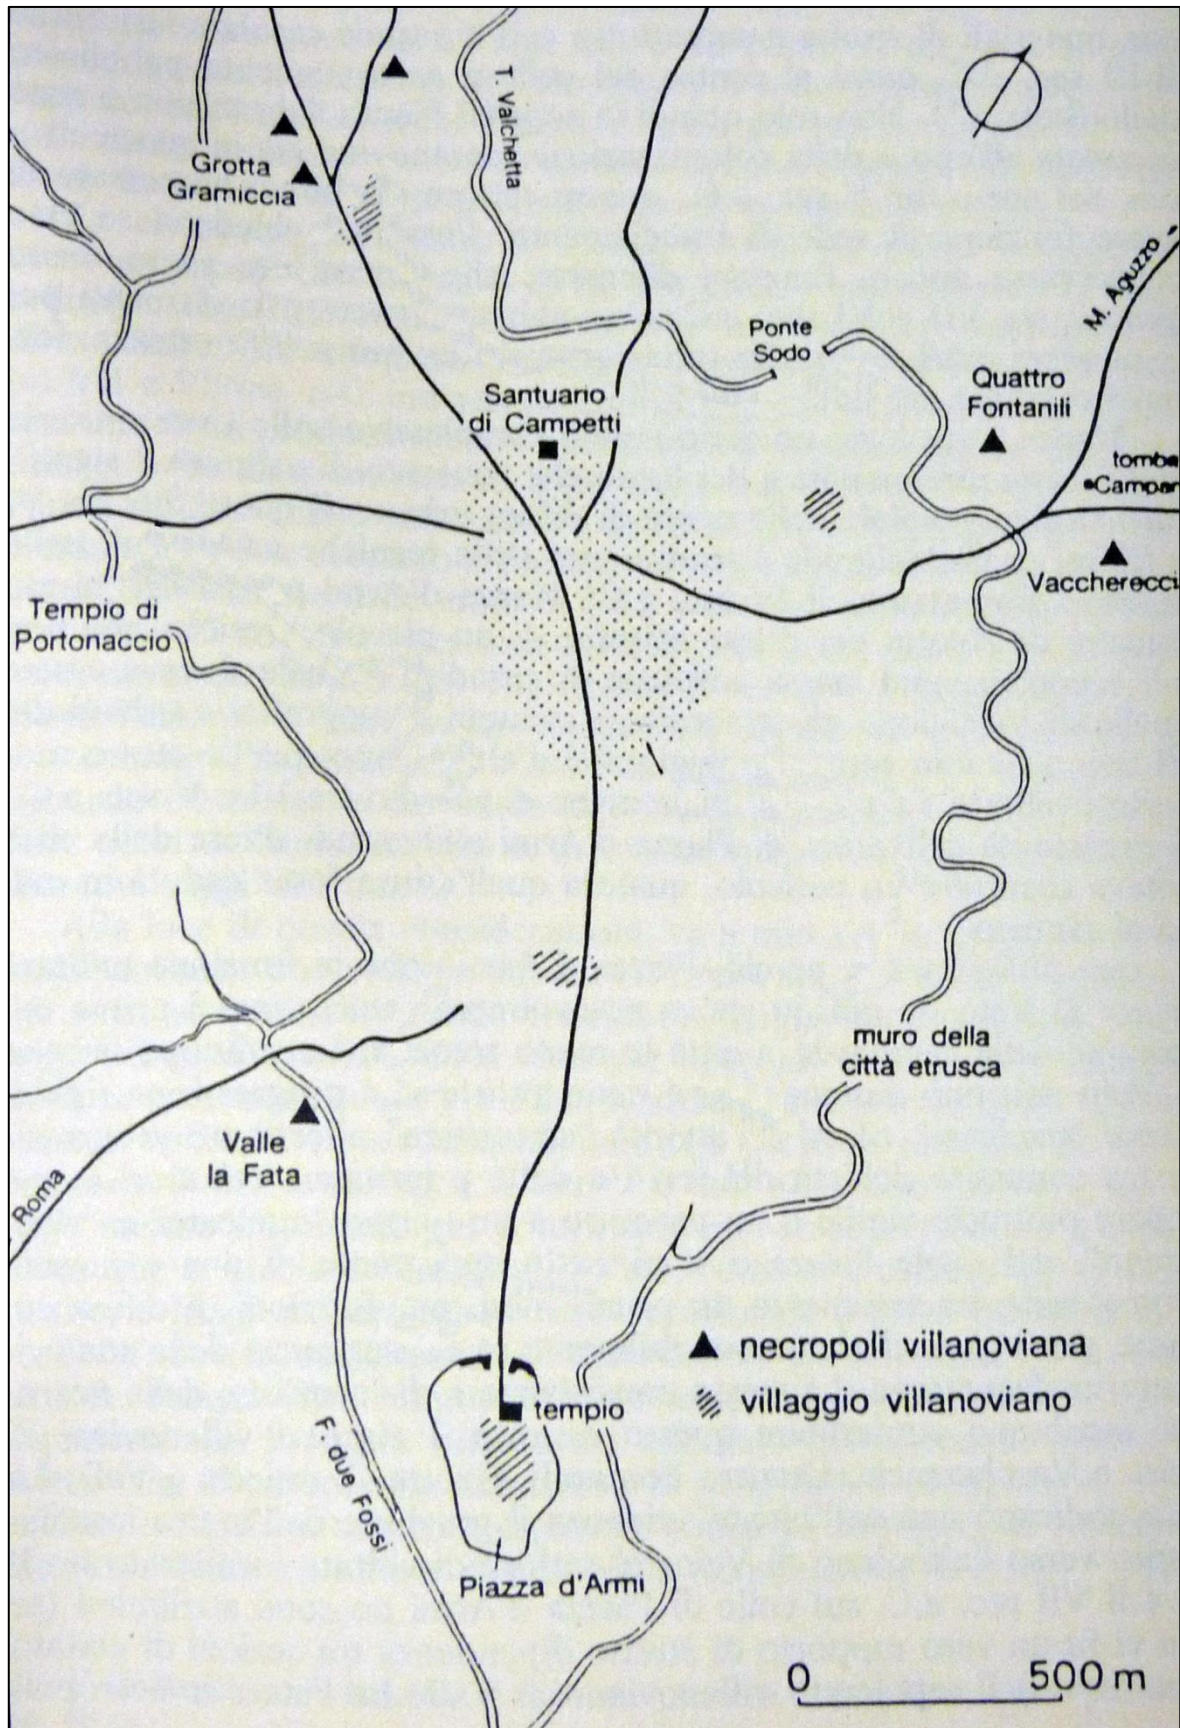 T. Valchetta
Grotta
Gramiccia
M. Aguzzo
Ponte
Sodo
Quattro
Fontanili
Santuario
di Campetti
tomba
Campan
Vaccherecci
Tempio di
Portonaccio
muro della
città etrusca
Valle
la Fata
Roma
necropoli villanoviana
villaggio villanoviano
tempio
F due Fossi
Piazza d'Armi
0 500 m